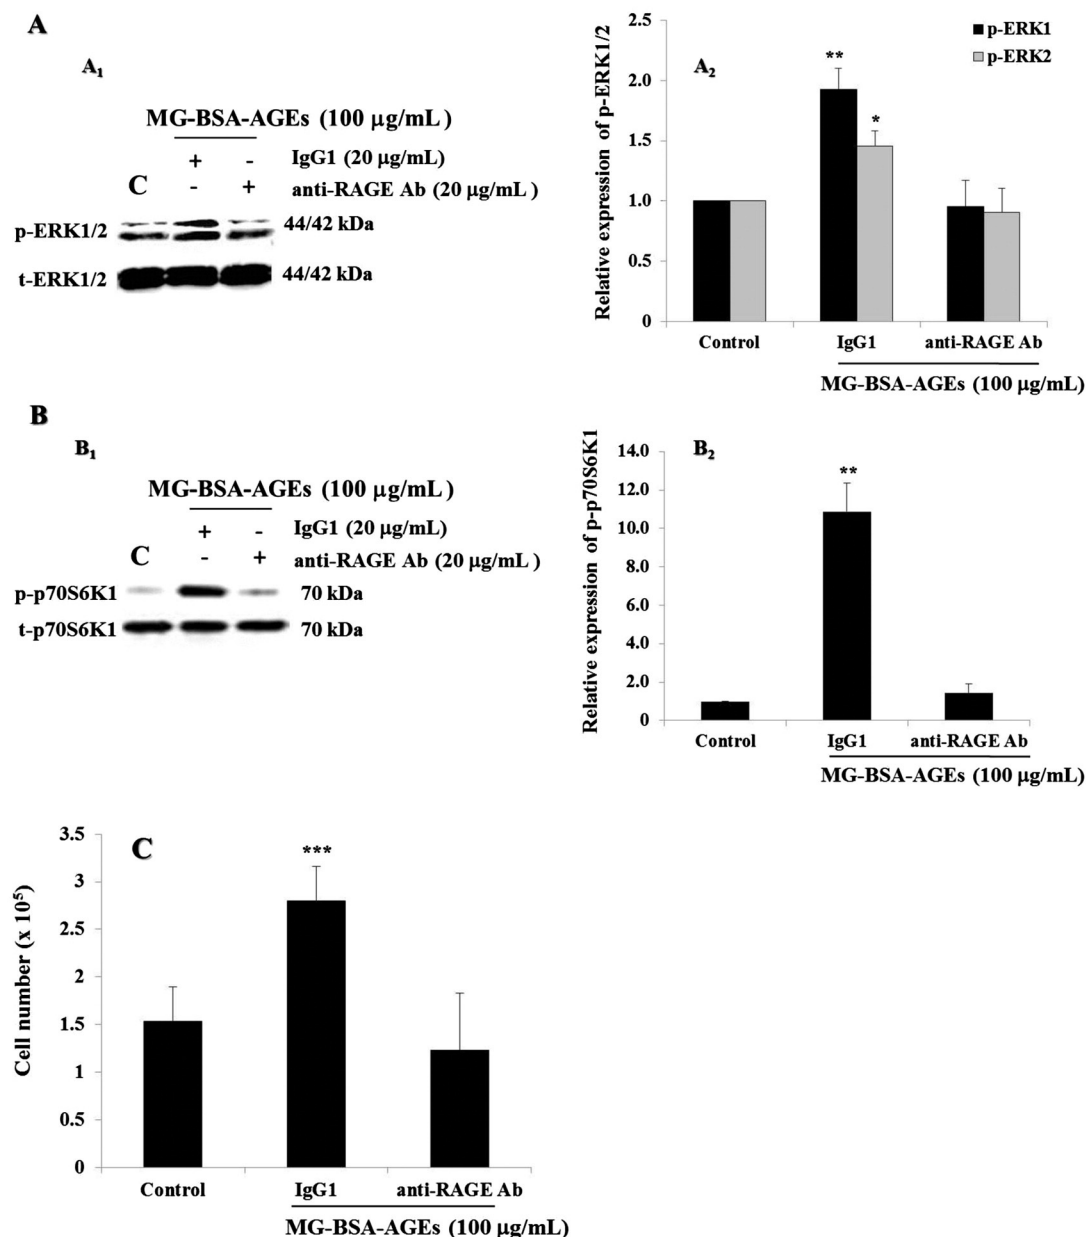 A
A₁
MG-BSA-AGEs (100 µg/mL)
+ - IgG1 (20 µg/mL)
C - + anti-RAGE Ab (20 µg/mL)
p-ERK1/2 44/42 kDa
t-ERK1/2 44/42 kDa
A₂
p-ERK1
p-ERK2
Relative expression of p-ERK1/2
2.5
2.0
1.5
1.0
0.5
0
**
*
Control IgG1 anti-RAGE Ab
MG-BSA-AGEs (100 µg/mL)
B
B₁
MG-BSA-AGEs (100 µg/mL)
+ - IgG1 (20 µg/mL)
C - + anti-RAGE Ab (20 µg/mL)
p-p70S6K1 70 kDa
t-p70S6K1 70 kDa
B₂
Relative expression of p-p70S6K1
14.0
12.0
10.0
8.0
6.0
4.0
2.0
0
**
Control IgG1 anti-RAGE Ab
MG-BSA-AGEs (100 µg/mL)
C
Cell number (x 10⁵)
3.5
3
2.5
2
1.5
1
0.5
0
***
Control IgG1 anti-RAGE Ab
MG-BSA-AGEs (100 µg/mL)